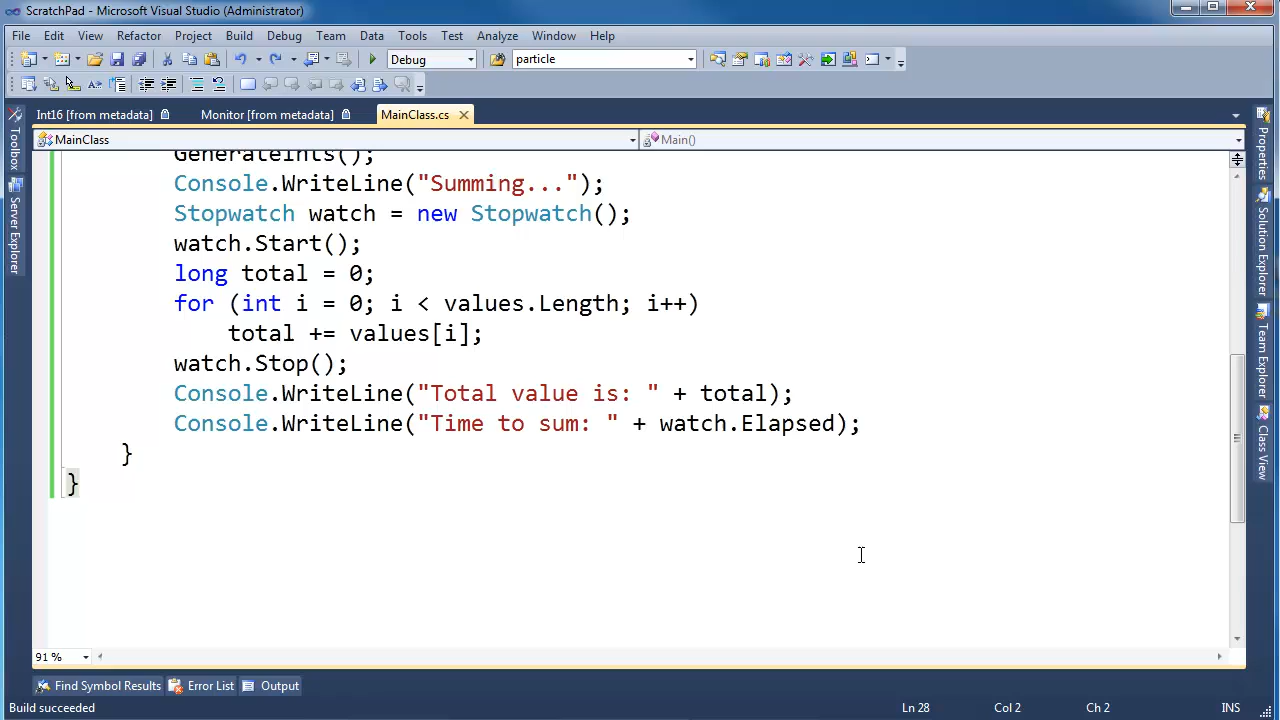 ScratchPad - Microsoft Visual Studio (Administrator)
File Edit View Refactor Project Build Debug Team Data Tools Test Analyze Window Help
Debug particle
Int16 [from metadata] Monitor [from metadata] MainClass.cs
MainClass Main()
GenerateInts();
Console.WriteLine("Summing...");
Stopwatch watch = new Stopwatch();
watch.Start();
long total = 0;
for (int i = 0; i < values.Length; i++)
total += values[i];
watch.Stop();
Console.WriteLine("Total value is: " + total);
Console.WriteLine("Time to sum: " + watch.Elapsed);
}
}
Toolbox
Server Explorer
Properties
Solution Explorer
Team Explorer
Class View
91 %
Find Symbol Results Error List Output
Build succeeded Ln 28 Col 2 Ch 2 INS